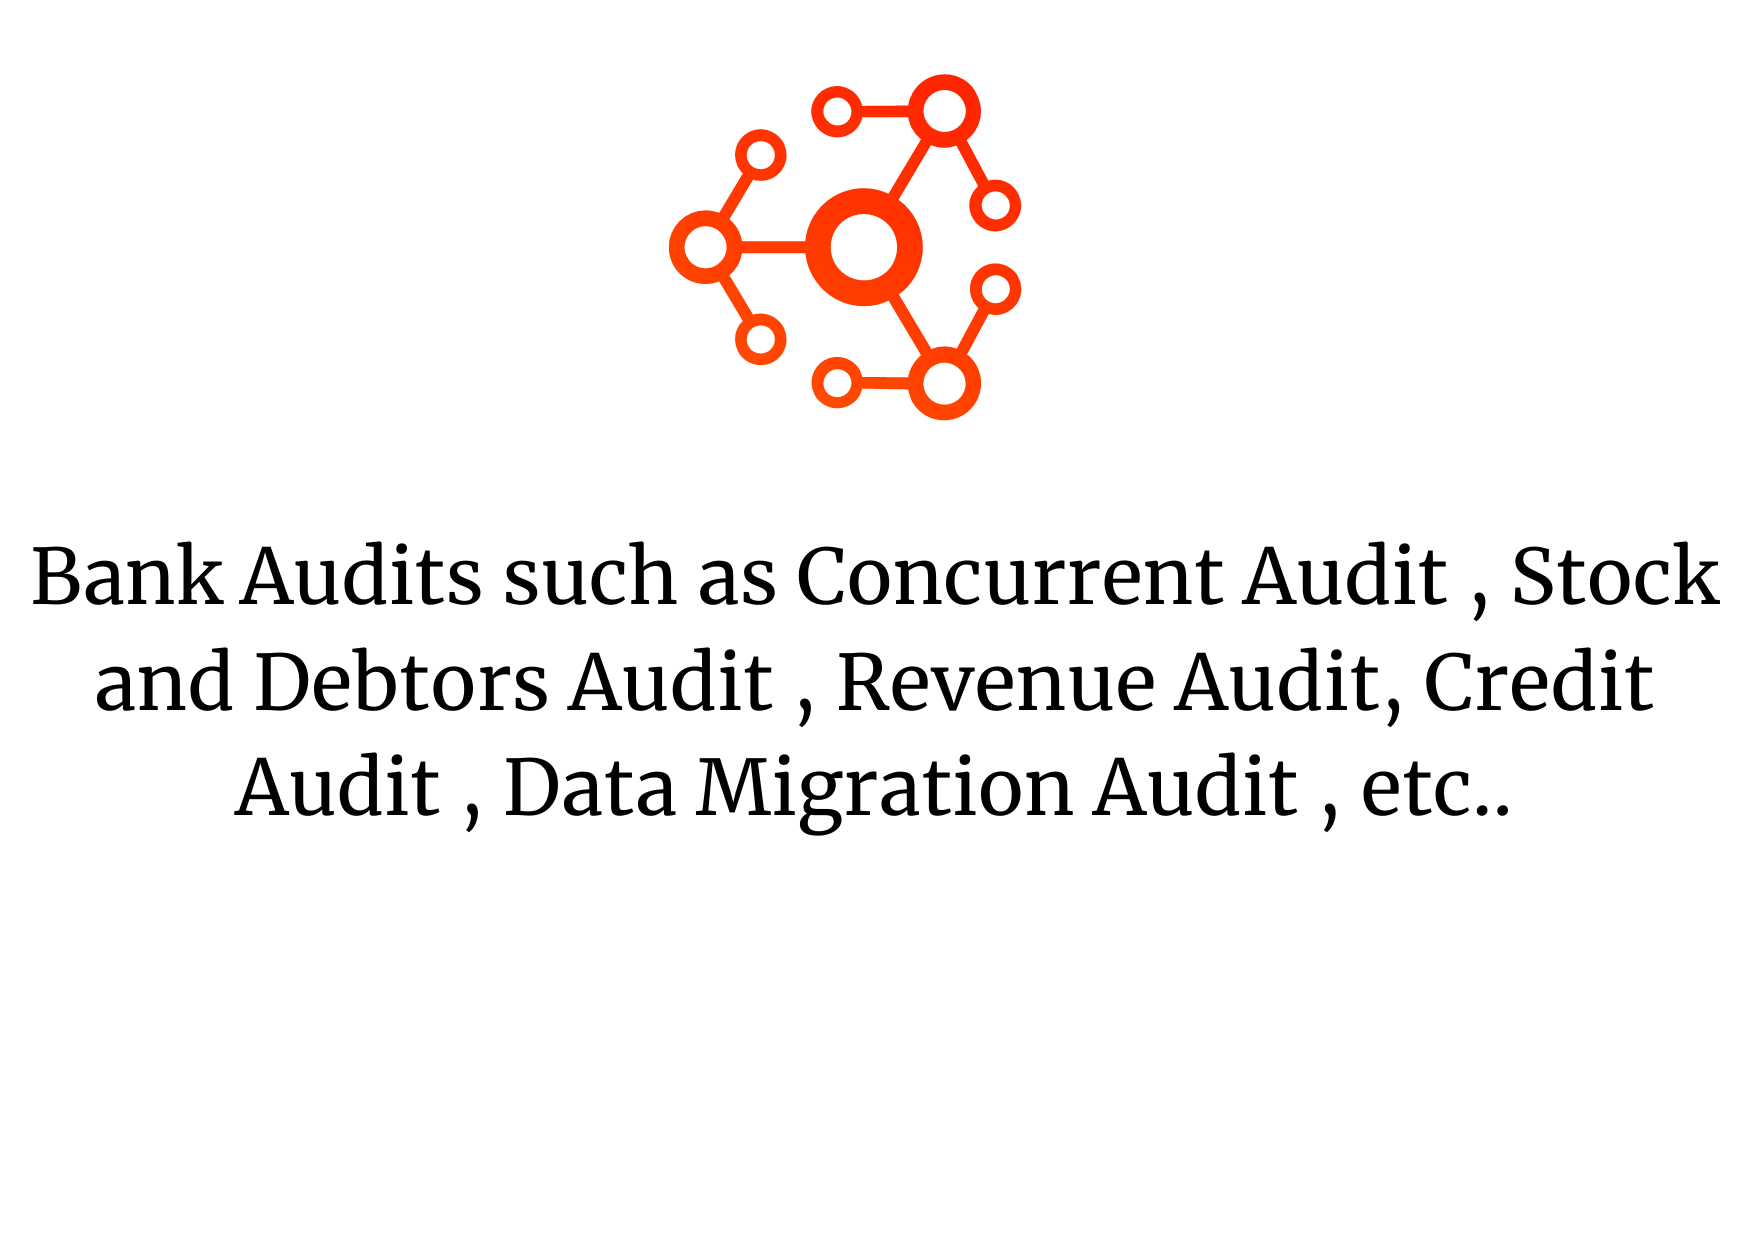 Bank Audits such as Concurrent Audit , Stock
and Debtors Audit , Revenue Audit, Credit
Audit , Data Migration Audit , etc..